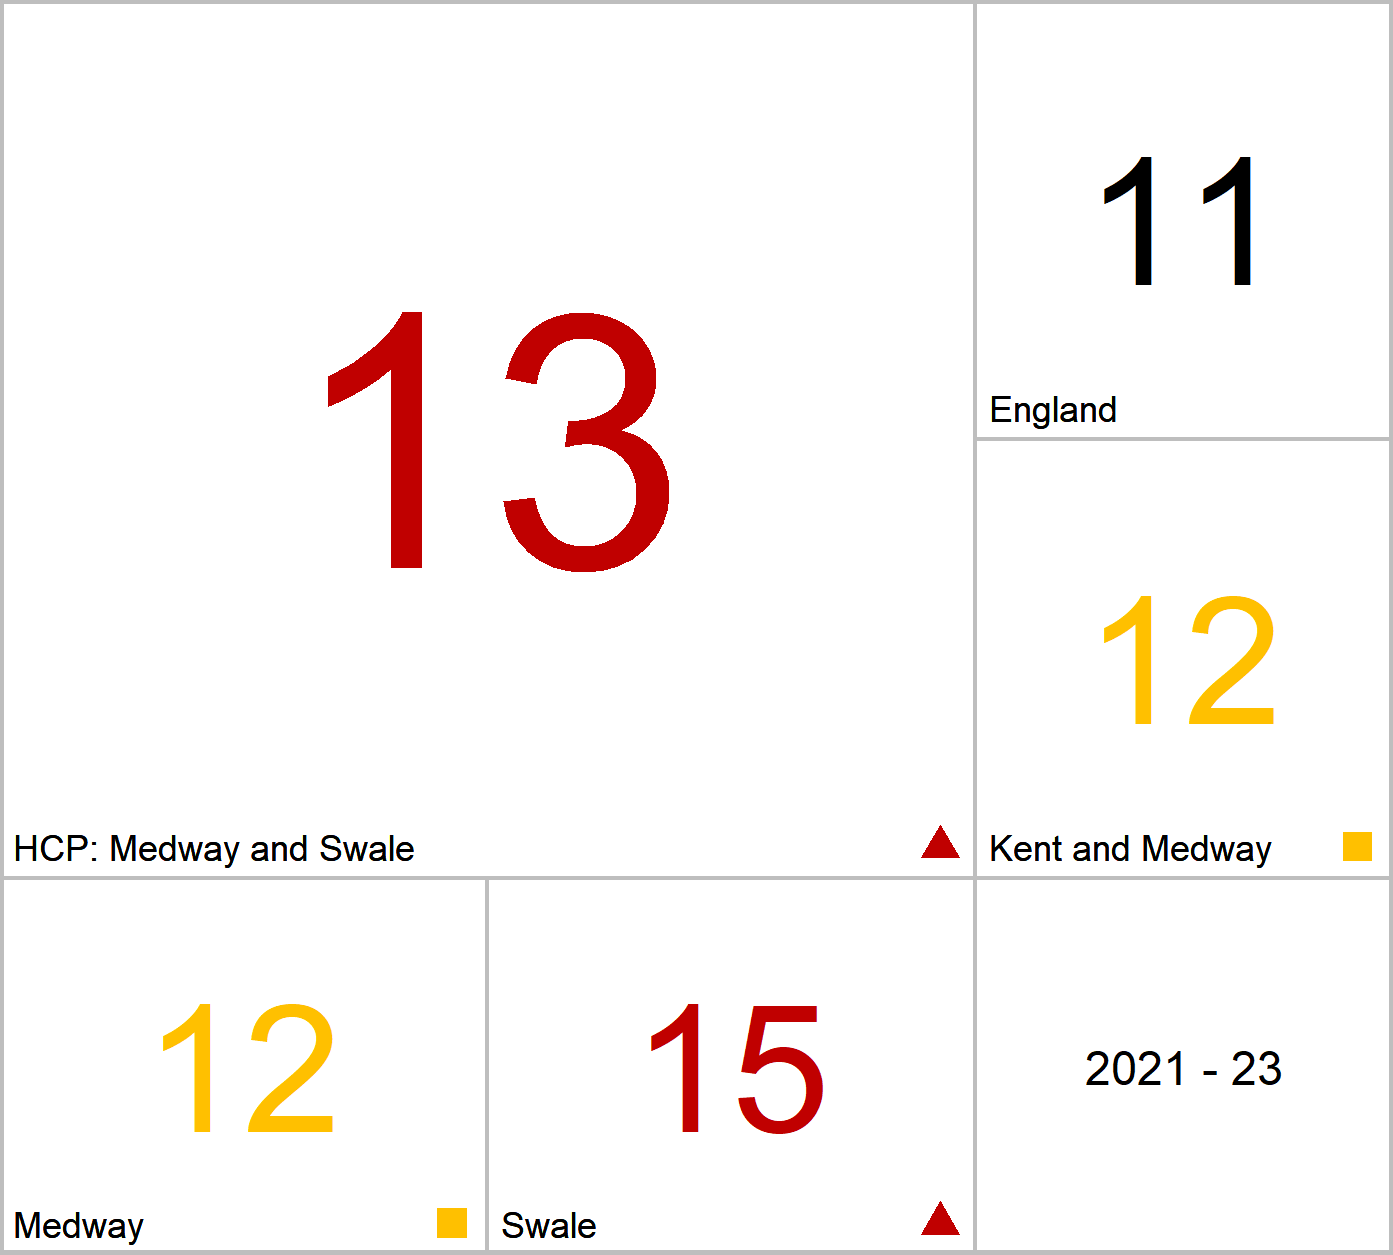 13
HCP: Medway and Swale
11
England
12
Kent and Medway
12
Medway
15
Swale
2021 - 23